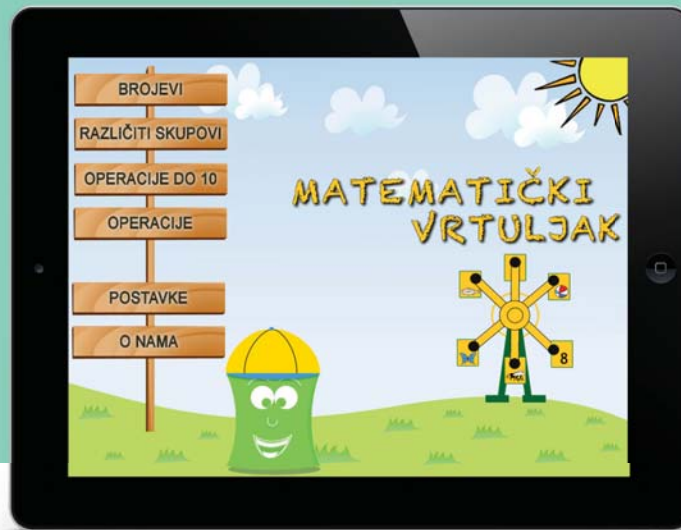 BROJEVI
RAZLIČITI SKUPOVI
OPERACIJE DO 10
OPERACIJE
POSTAVKE
O NAMA
MATEMATIČKI
VRTULJAK
8